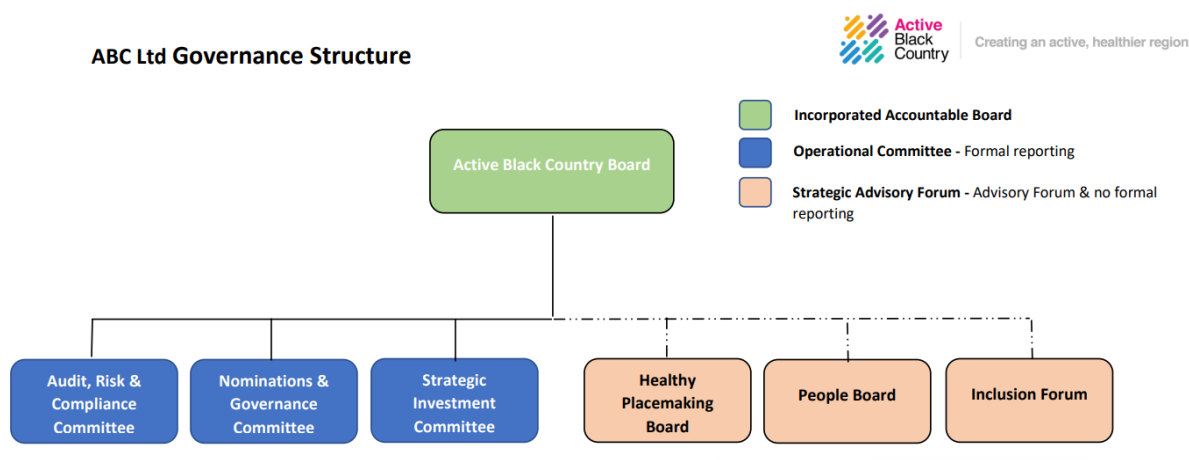 ABC Ltd Governance Structure
Active
Black
Country
Creating an active, healthier region
Incorporated Accountable Board
Operational Committee - Formal reporting
Strategic Advisory Forum - Advisory Forum & no formal
reporting
Active Black Country Board
Audit, Risk &
Compliance
Committee
Nominations &
Governance
Committee
Strategic
Investment
Committee
Healthy
Placemaking
Board
People Board
Inclusion Forum